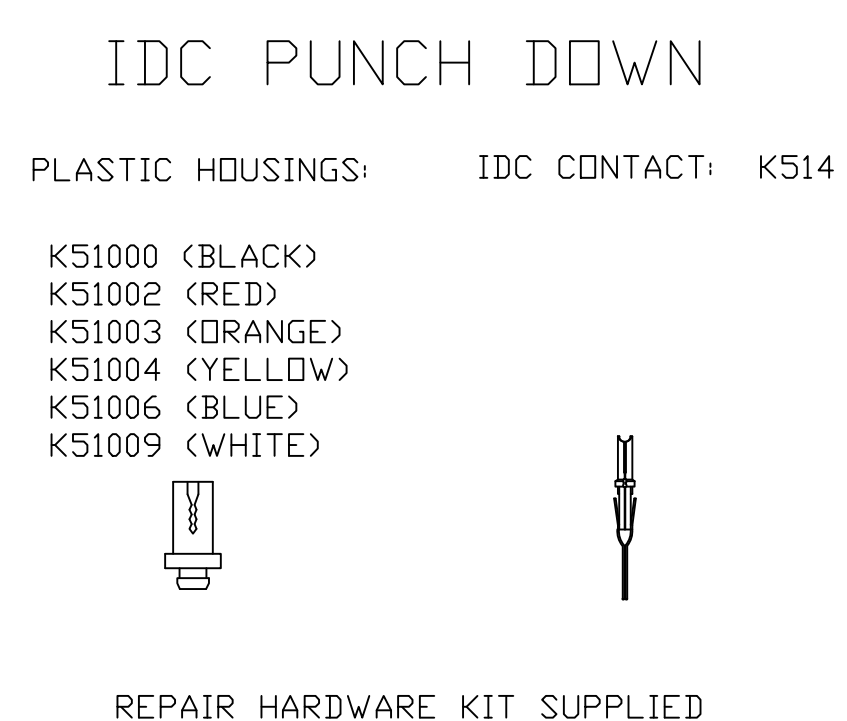 IDC PUNCH DOWN
PLASTIC HOUSINGS:
IDC CONTACT: K514
K51000 (BLACK)
K51002 (RED)
K51003 (ORANGE)
K51004 (YELLOW)
K51006 (BLUE)
K51009 (WHITE)
REPAIR HARDWARE KIT SUPPLIED